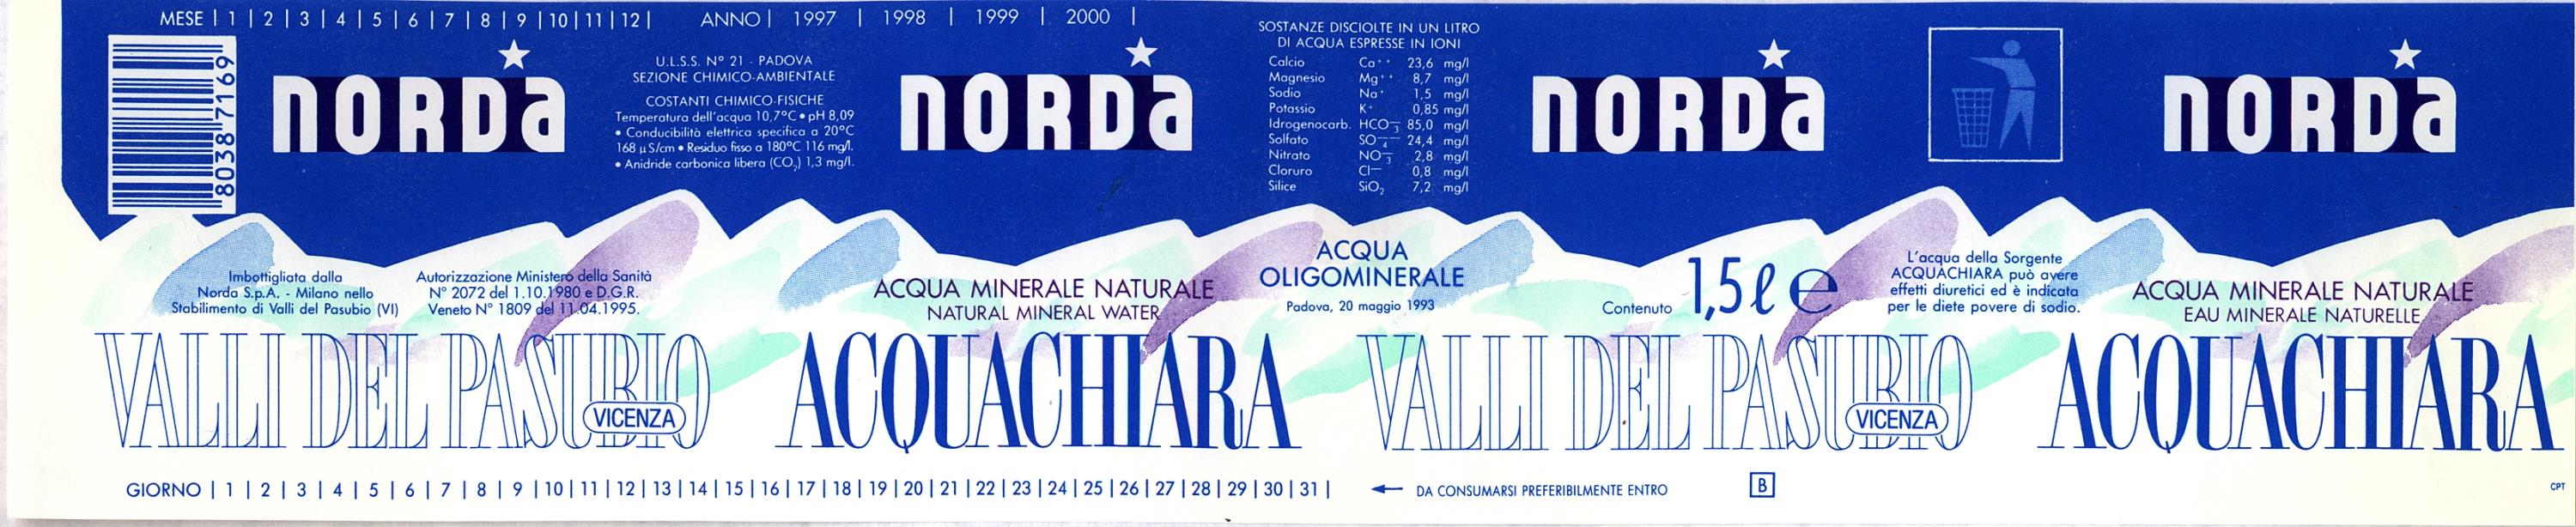 MESE | 1 | 2 | 3 | 4 | 5 | 6 | 7 | 8 | 9 | 10 | 11 | 12 | ANNO | 1997 | 1998 | 1999 | 2000 |
8038 7169
NORDa
U.L.S.S. N° 21 - PADOVA
SEZIONE CHIMICO-AMBIENTALE
COSTANTI CHIMICO-FISICHE
Temperatura dell'acqua 10,7°C • pH 8,09
• Conducibilità elettrica specifica a 20°C
168 µS/cm • Residuo fisso a 180°C 116 mg/l.
• Anidride carbonica libera (CO₂) 1,3 mg/l.
NORDa
SOSTANZE DISCIOLTE IN UN LITRO
DI ACQUA ESPRESSE IN IONI
Calcio Ca⁺⁺ 23,6 mg/l
Magnesio Mg⁺⁺ 8,7 mg/l
Sodio Na⁺ 1,5 mg/l
Potassio K⁺ 0,85 mg/l
Idrogenocarb. HCO₃⁻ 85,0 mg/l
Solfato SO₄⁻⁻ 24,4 mg/l
Nitrato NO₃⁻ 2,8 mg/l
Cloruro Cl⁻ 0,8 mg/l
Silice SiO₂ 7,2 mg/l
NORDa
NORDa
Imbottigliata dalla
Norda S.p.A. - Milano nello
Stabilimento di Valli del Pasubio (VI)
Autorizzazione Ministero della Sanità
N° 2072 del 1.10.1980 e D.G.R.
Veneto N° 1809 del 11.04.1995.
VALLI DEL PASUBIO
VICENZA
ACQUA MINERALE NATURALE
NATURAL MINERAL WATER
ACQUACHIARA
ACQUA
OLIGOMINERALE
Padova, 20 maggio 1993
Contenuto 1,5 ℓ ℮
VALLI DEL PASUBIO
VICENZA
L'acqua della Sorgente
ACQUACHIARA può avere
effetti diuretici ed è indicata
per le diete povere di sodio.
ACQUA MINERALE NATURALE
EAU MINERALE NATURELLE
ACQUACHIARA
GIORNO | 1 | 2 | 3 | 4 | 5 | 6 | 7 | 8 | 9 | 10 | 11 | 12 | 13 | 14 | 15 | 16 | 17 | 18 | 19 | 20 | 21 | 22 | 23 | 24 | 25 | 26 | 27 | 28 | 29 | 30 | 31 | ← DA CONSUMARSI PREFERIBILMENTE ENTRO B
CPT